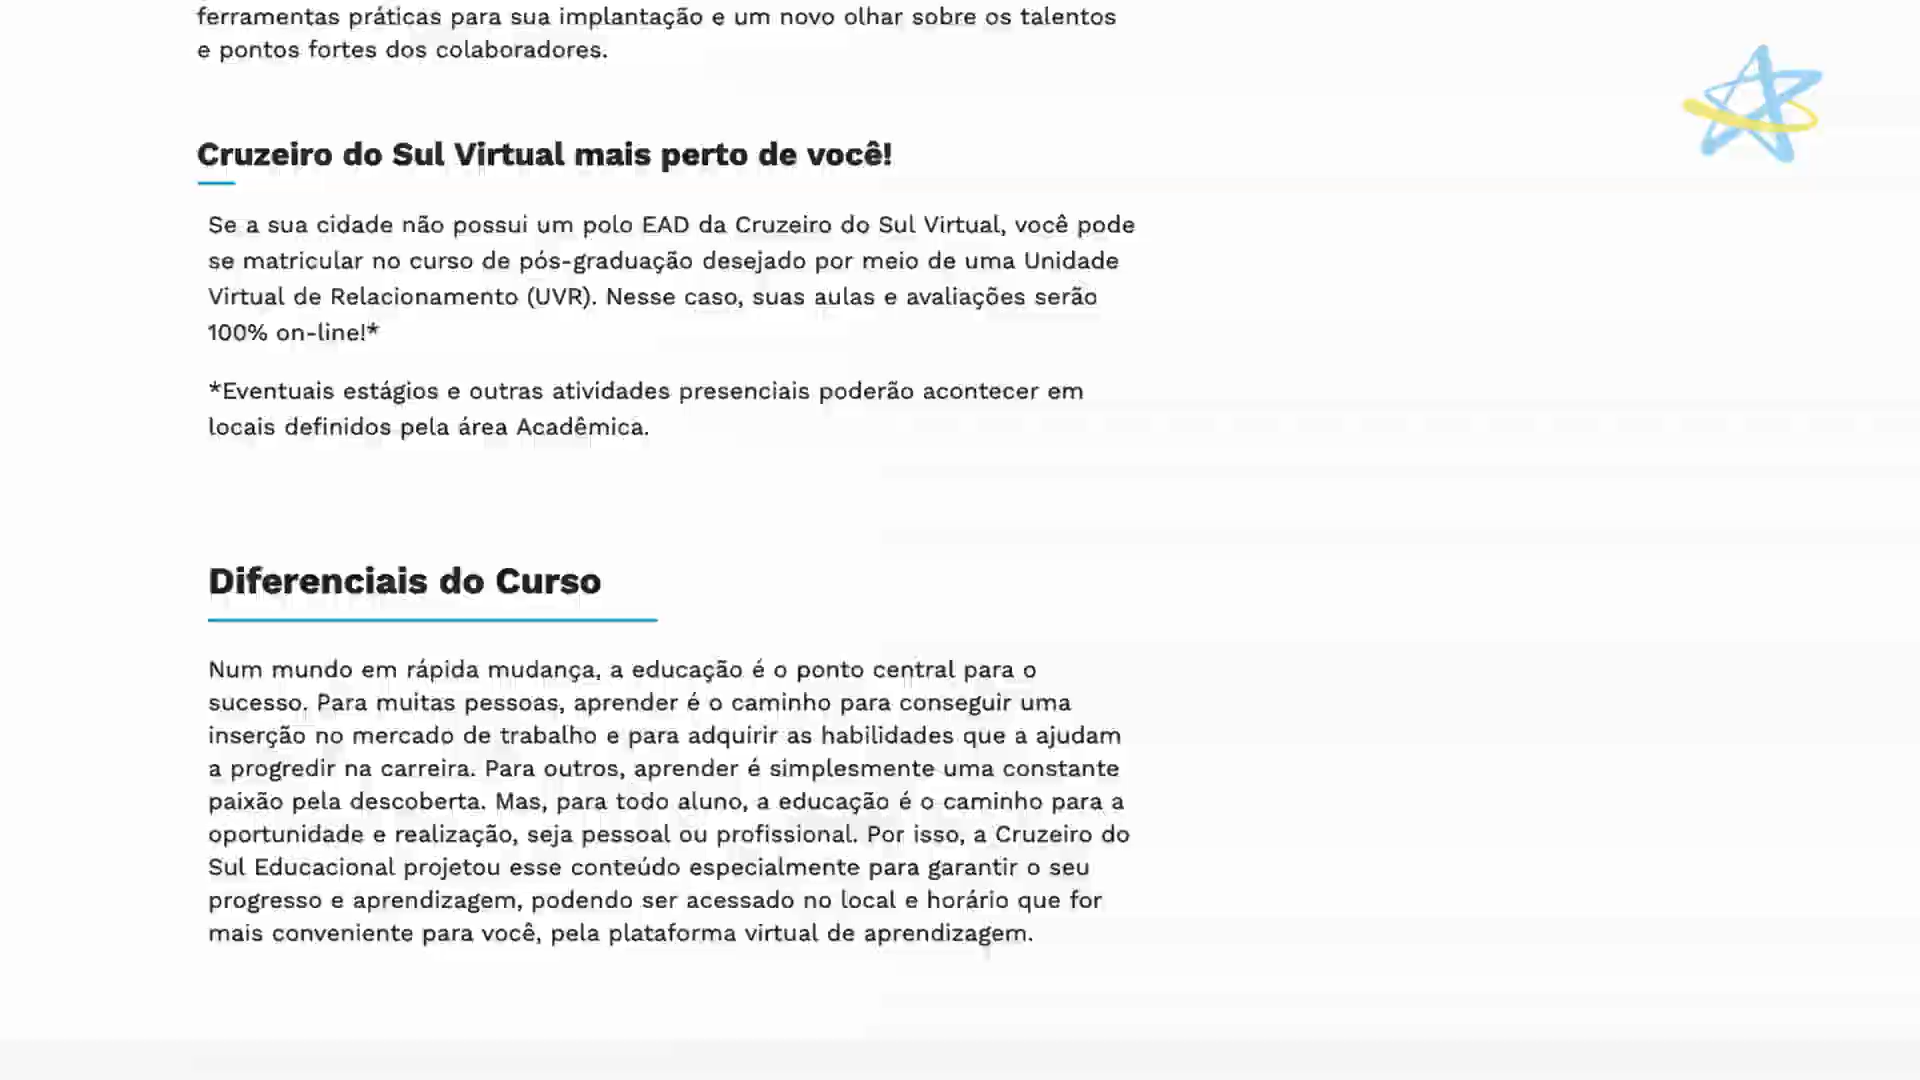 ferramentas práticas para sua implantação e um novo olhar sobre os talentos
e pontos fortes dos colaboradores.
Cruzeiro do Sul Virtual mais perto de você!
Se a sua cidade não possui um polo EAD da Cruzeiro do Sul Virtual, você pode
se matricular no curso de pós-graduação desejado por meio de uma Unidade
Virtual de Relacionamento (UVR). Nesse caso, suas aulas e avaliações serão
100% on-line!*
*Eventuais estágios e outras atividades presenciais poderão acontecer em
locais definidos pela área Acadêmica.
Diferenciais do Curso
Num mundo em rápida mudança, a educação é o ponto central para o
sucesso. Para muitas pessoas, aprender é o caminho para conseguir uma
inserção no mercado de trabalho e para adquirir as habilidades que a ajudam
a progredir na carreira. Para outros, aprender é simplesmente uma constante
paixão pela descoberta. Mas, para todo aluno, a educação é o caminho para a
oportunidade e realização, seja pessoal ou profissional. Por isso, a Cruzeiro do
Sul Educacional projetou esse conteúdo especialmente para garantir o seu
progresso e aprendizagem, podendo ser acessado no local e horário que for
mais conveniente para você, pela plataforma virtual de aprendizagem.